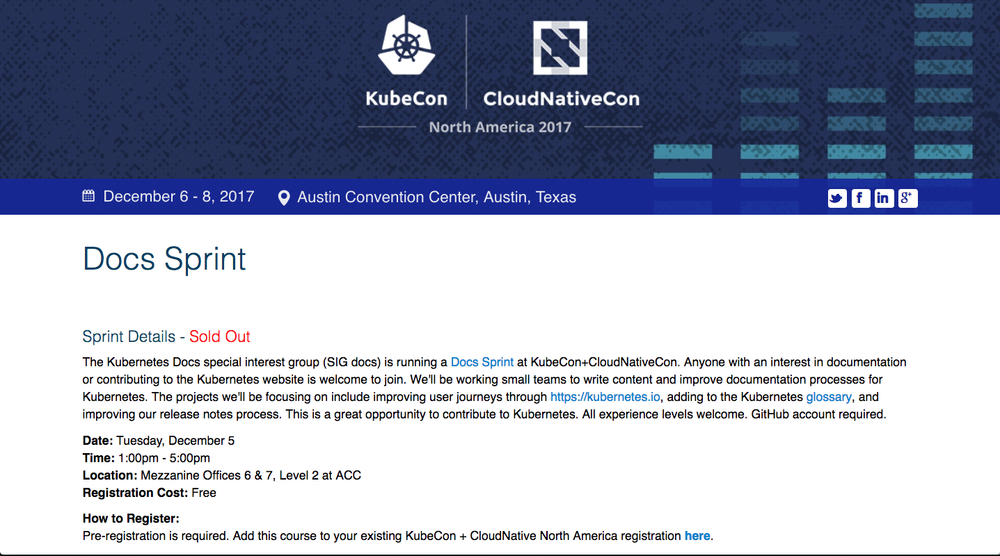 KubeCon
CloudNativeCon
North America 2017
December 6 - 8, 2017
Austin Convention Center, Austin, Texas
f
in
g+
Docs Sprint
Sprint Details - Sold Out
The Kubernetes Docs special interest group (SIG docs) is running a Docs Sprint at KubeCon+CloudNativeCon. Anyone with an interest in documentation
or contributing to the Kubernetes website is welcome to join. We'll be working small teams to write content and improve documentation processes for
Kubernetes. The projects we'll be focusing on include improving user journeys through https://kubernetes.io, adding to the Kubernetes glossary, and
improving our release notes process. This is a great opportunity to contribute to Kubernetes. All experience levels welcome. GitHub account required.
Date: Tuesday, December 5
Time: 1:00pm - 5:00pm
Location: Mezzanine Offices 6 & 7, Level 2 at ACC
Registration Cost: Free
How to Register:
Pre-registration is required. Add this course to your existing KubeCon + CloudNative North America registration here.